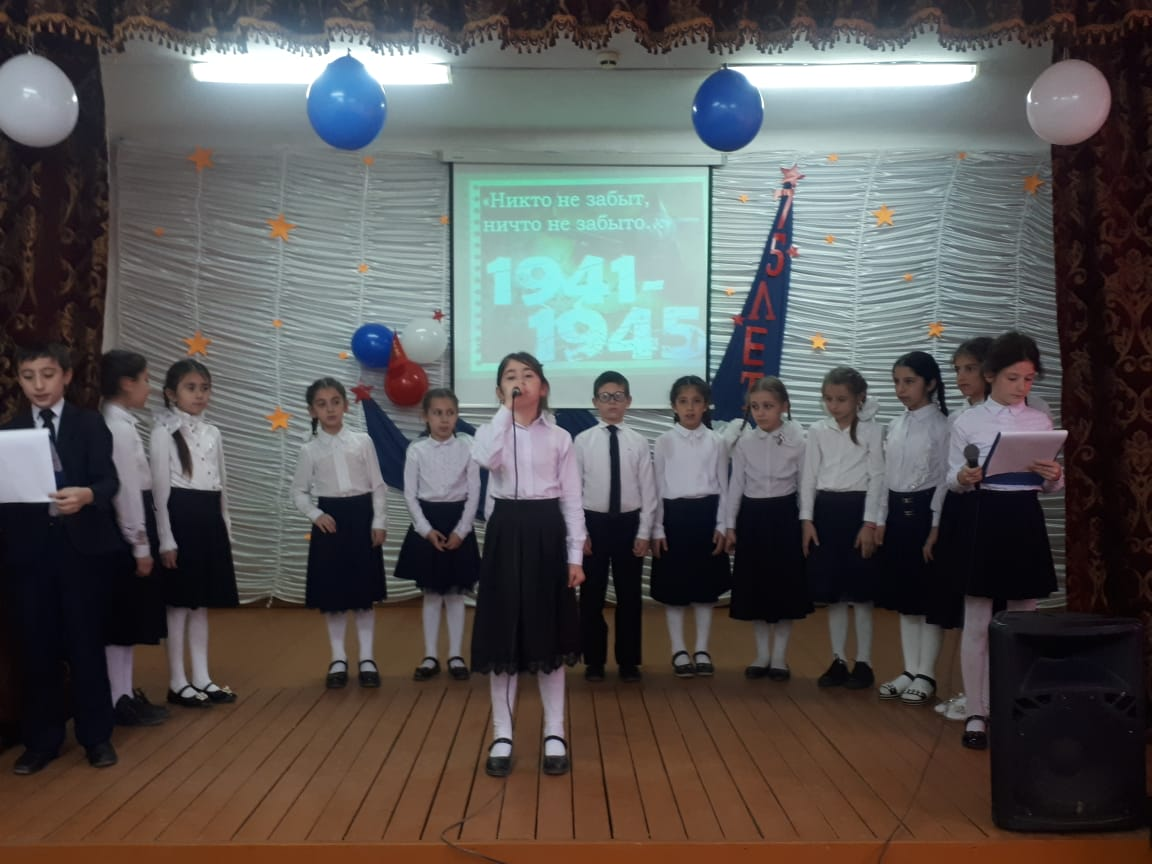 «Никто не забыт,
ничто не забыто..»
1941-
1945
75 ЛЕТ